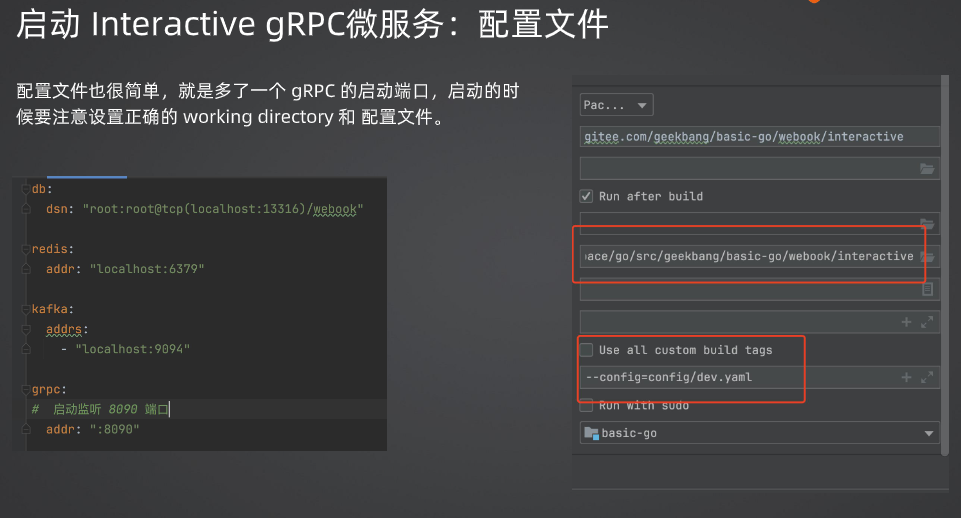 启动 Interactive gRPC微服务：配置文件
配置文件也很简单，就是多了一个 gRPC 的启动端口，启动的时
候要注意设置正确的 working directory 和 配置文件。
db:
dsn: "root:root@tcp(localhost:13316)/webook"
redis:
addr: "localhost:6379"
kafka:
addrs:
- "localhost:9094"
grpc:
# 启动监听 8090 端口
addr: ":8090"
Pac...
gitee.com/geekbang/basic-go/webook/interactive
Run after build
ace/go/src/geekbang/basic-go/webook/interactive
Use all custom build tags
--config=config/dev.yaml
Run with sudo
basic-go